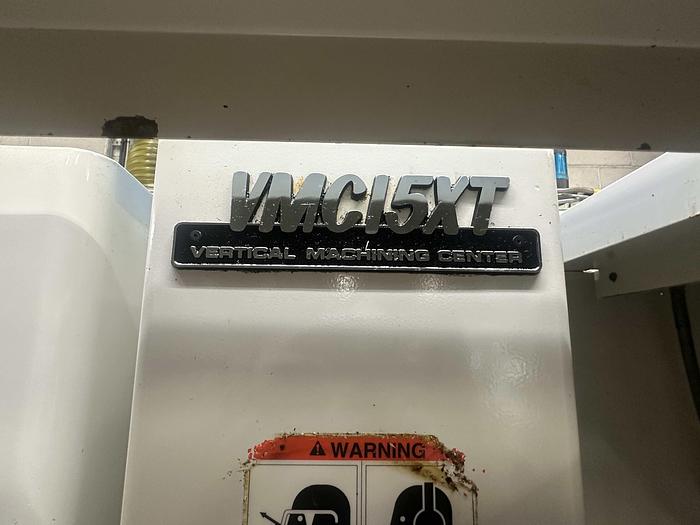 VMC15XT
VERTICAL MACHINING CENTER
WARNING